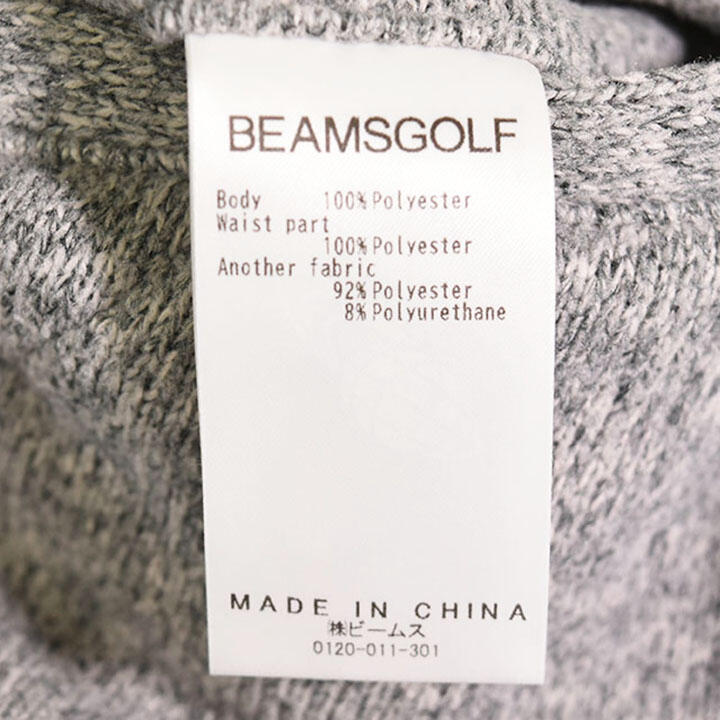 BEAMSGOLF
Body 100% Polyester
Waist part
100% Polyester
Another fabric
92% Polyester
8% Polyurethane
MADE IN CHINA
㈱ビームス
0120-011-301